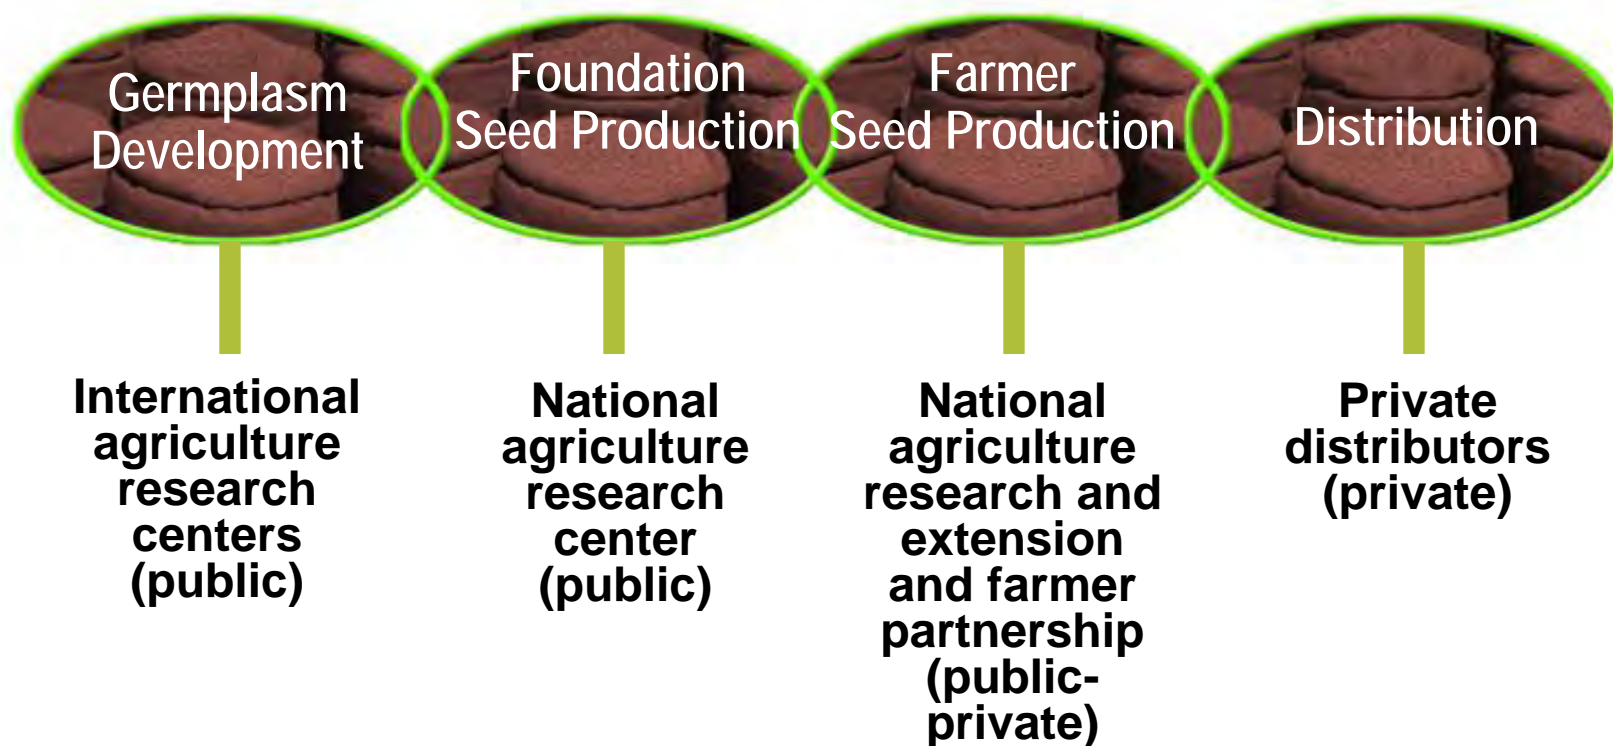 Germplasm
Development
Foundation
Seed Production
Farmer
Seed Production
Distribution
International
agriculture
research
centers
(public)
National
agriculture
research
center
(public)
National
agriculture
research and
extension
and farmer
partnership
(public-
private)
Private
distributors
(private)